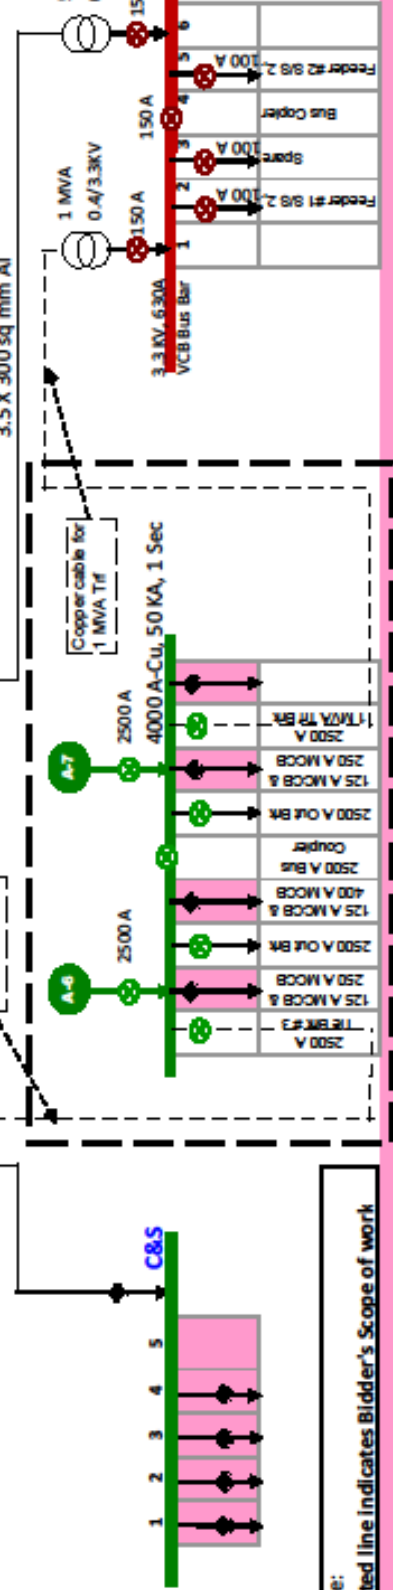 15
6
5
4
3
2
1
100 A
100 A
100 A
Feeder #2 S/S 2,
Bus Copler
Spare
Feeder #1 S/S 2,
150 A
150 A
1 MVA
0.4/3.3KV
3.3 KV, 630A
VCB Bus Bar
3.5 X 300 sq mm Al
Copper cable for
1 MVA Trf
4000 A-Cu, 50 KA, 1 Sec
2500 A
A-7
2500 A
A-6
2500 A
1 MVA Trf Brk
125 A MCCB &
250 A MCCB
2500 A Out Brk
2500 A Bus
Coupler
125 A MCCB &
400 A MCCB
2500 A Out Brk
125 A MCCB &
250 A MCCB
2500 A
Tie Brk # 3
C&S
5
4
3
2
1
e:
ted line indicates Bidder's Scope of work